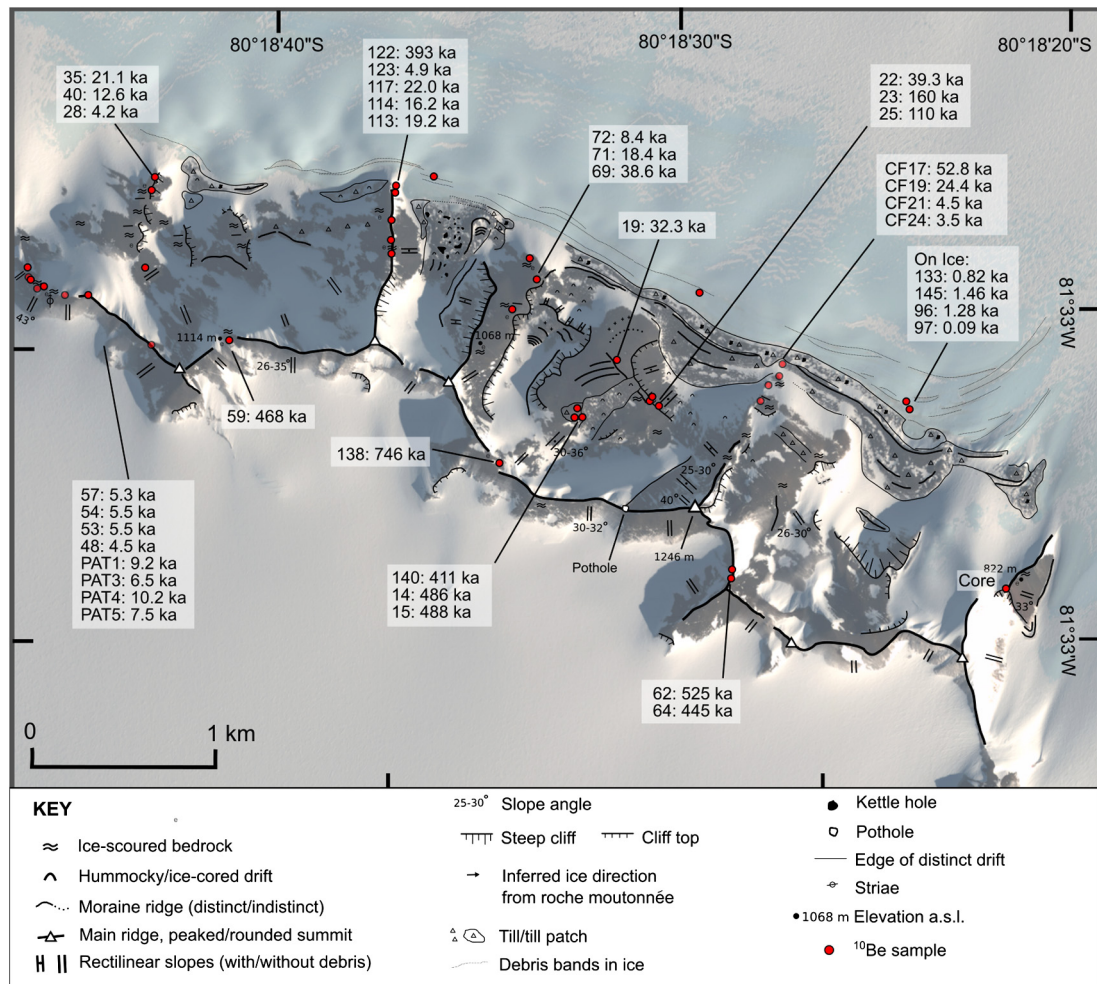 80°18'40"S
80°18'30"S
80°18'20"S
35: 21.1 ka
40: 12.6 ka
28: 4.2 ka
122: 393 ka
123: 4.9 ka
117: 22.0 ka
114: 16.2 ka
113: 19.2 ka
72: 8.4 ka
71: 18.4 ka
69: 38.6 ka
22: 39.3 ka
23: 160 ka
25: 110 ka
CF17: 52.8 ka
CF19: 24.4 ka
CF21: 4.5 ka
CF24: 3.5 ka
19: 32.3 ka
On Ice:
133: 0.82 ka
145: 1.46 ka
96: 1.28 ka
97: 0.09 ka
81°33'W
43°
1114 m
1068 m
26-35°
59: 468 ka
138: 746 ka
30-36°
25-30°
40°
30-32°
1246 m
26-30°
Pothole
57: 5.3 ka
54: 5.5 ka
53: 5.5 ka
48: 4.5 ka
PAT1: 9.2 ka
PAT3: 6.5 ka
PAT4: 10.2 ka
PAT5: 7.5 ka
140: 411 ka
14: 486 ka
15: 488 ka
822 m
Core
33°
81°33'W
62: 525 ka
64: 445 ka
0 1 km
KEY
Ice-scoured bedrock
Hummocky/ice-cored drift
Moraine ridge (distinct/indistinct)
Main ridge, peaked/rounded summit
Rectilinear slopes (with/without debris)
25-30° Slope angle
Steep cliff Cliff top
Inferred ice direction
from roche moutonnée
Till/till patch
Debris bands in ice
Kettle hole
Pothole
Edge of distinct drift
Striae
1068 m Elevation a.s.l.
¹⁰Be sample